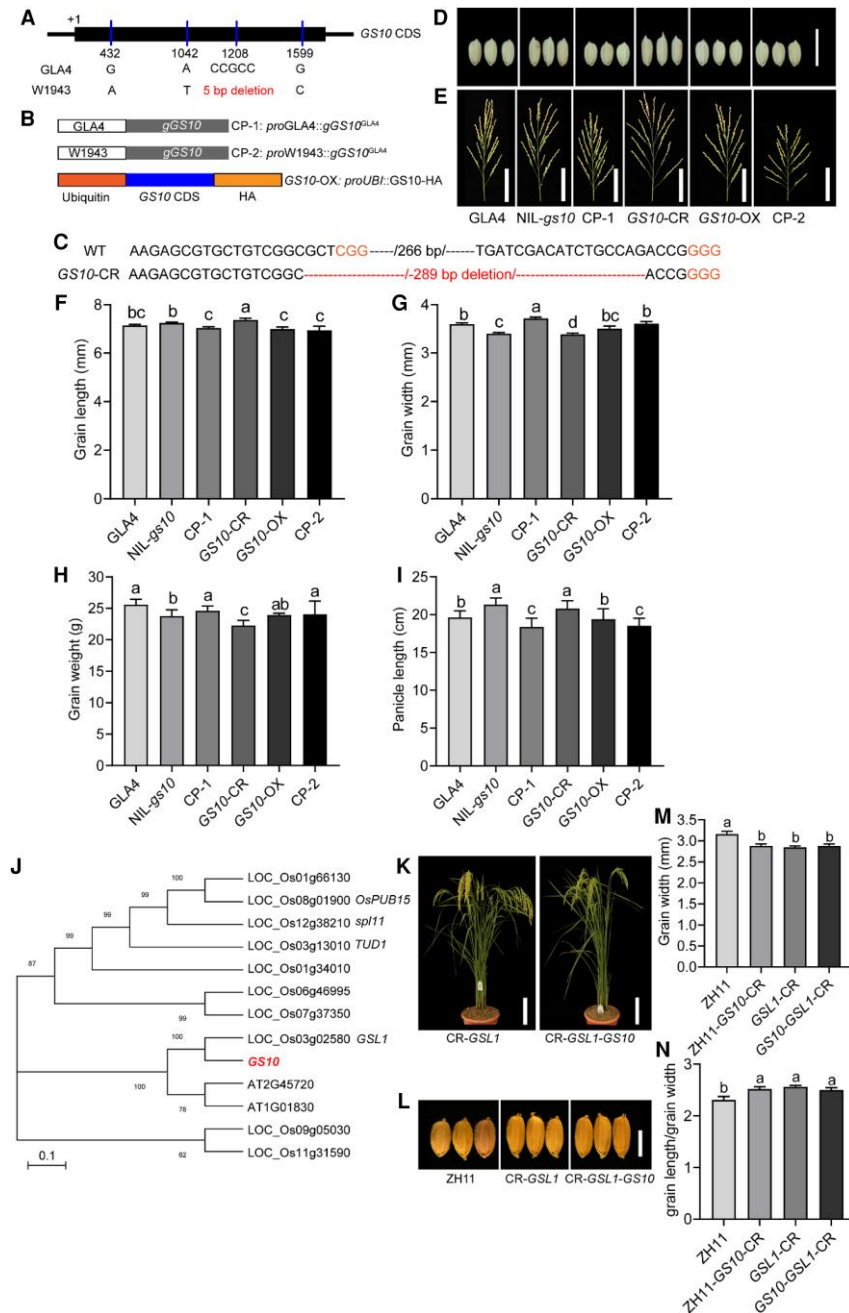 A
+1
GS10 CDS
432 1042 1208 1599
GLA4 G A CCGCC G
W1943 A T 5 bp deletion C
B
GLA4 gGS10 CP-1: proGLA4::gGS10GLA4
W1943 gGS10 CP-2: proW1943::gGS10GLA4
GS10-OX: proUBI::GS10-HA
Ubiquitin GS10 CDS HA
D
E
GLA4 NIL-gs10 CP-1 GS10-CR GS10-OX CP-2
C
WT AAGAGCGTGCTGTCGGCGCTCGG-----/266 bp/------TGATCGACATCTGCCAGACCGGGG
GS10-CR AAGAGCGTGCTGTCGGC--------------------/-289 bp deletion/-------------------------ACCGGGG
F
Grain length (mm)
8
6
4
2
0
bc b c a c c
GLA4 NIL-gs10 CP-1 GS10-CR GS10-OX CP-2
G
Grain width (mm)
4
3
2
1
0
b c a d bc b
GLA4 NIL-gs10 CP-1 GS10-CR GS10-OX CP-2
H
Grain weight (g)
30
25
20
15
10
5
0
a b a c ab a
GLA4 NIL-gs10 CP-1 GS10-CR GS10-OX CP-2
I
Panicle length (cm)
25
20
15
10
5
0
b a c a b c
GLA4 NIL-gs10 CP-1 GS10-CR GS10-OX CP-2
J
LOC_Os01g66130
100
LOC_Os08g01900 OsPUB15
99
LOC_Os12g38210 spl11
99
LOC_Os03g13010 TUD1
99
LOC_Os01g34010
87
LOC_Os06g46995
99
LOC_Os07g37350
LOC_Os03g02580 GSL1
100
GS10
100
AT2G45720
78
AT1G01830
LOC_Os09g05030
62
LOC_Os11g31590
0.1
K
CR-GSL1 CR-GSL1-GS10
L
ZH11 CR-GSL1 CR-GSL1-GS10
M
Grain width (mm)
3.5
3.0
2.5
2.0
1.5
1.0
0.5
0.0
a b b b
ZH11 ZH11-GS10-CR GSL1-CR GS10-GSL1-CR
N
grain length/grain width
3
2
1
0
b a a a
ZH11 ZH11-GS10-CR GSL1-CR GS10-GSL1-CR